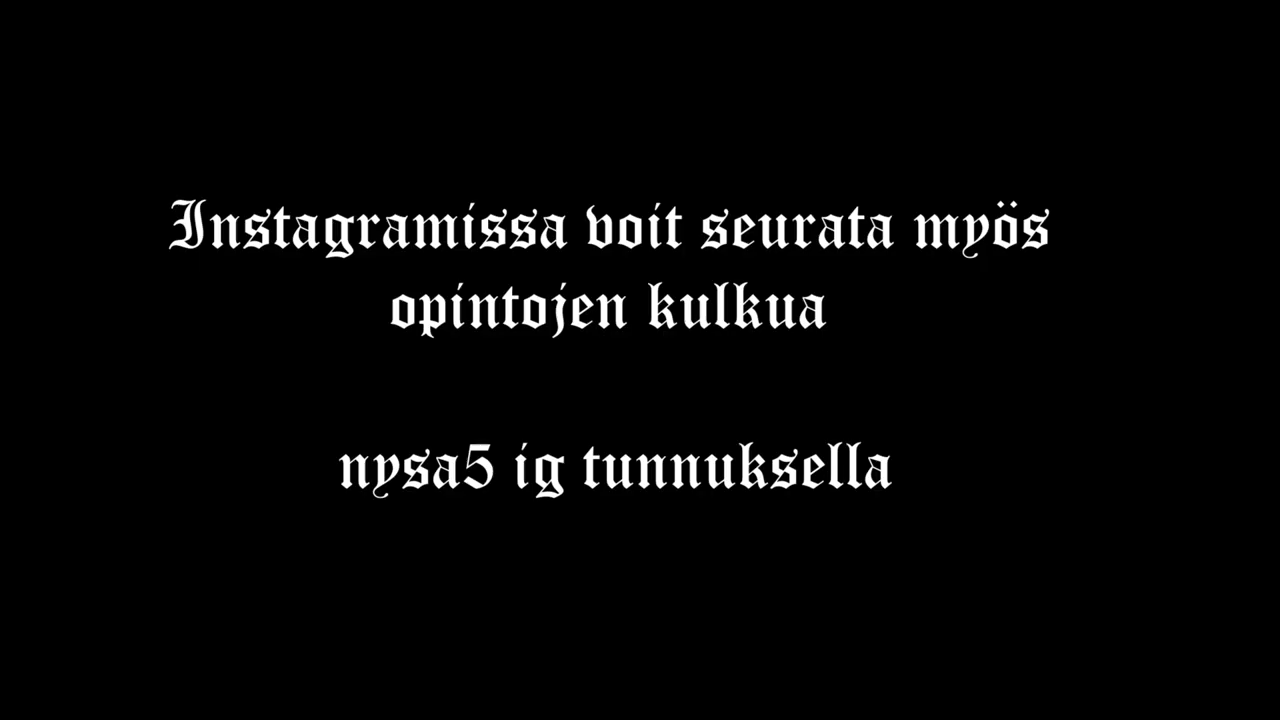 Instagramissa voit seurata myös
opintojen kulkua
nysa5 ig tunnuksella